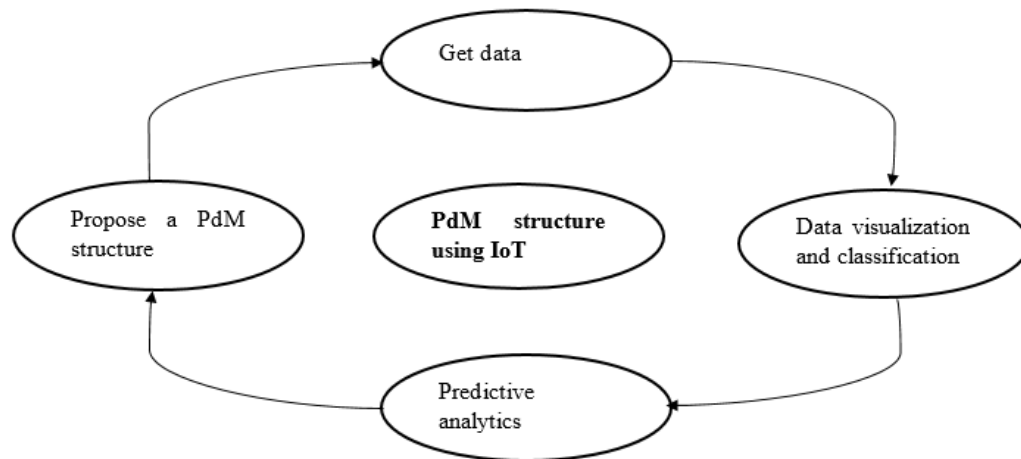 Get data
Propose a PdM
structure
PdM structure
using IoT
Data visualization
and classification
Predictive
analytics